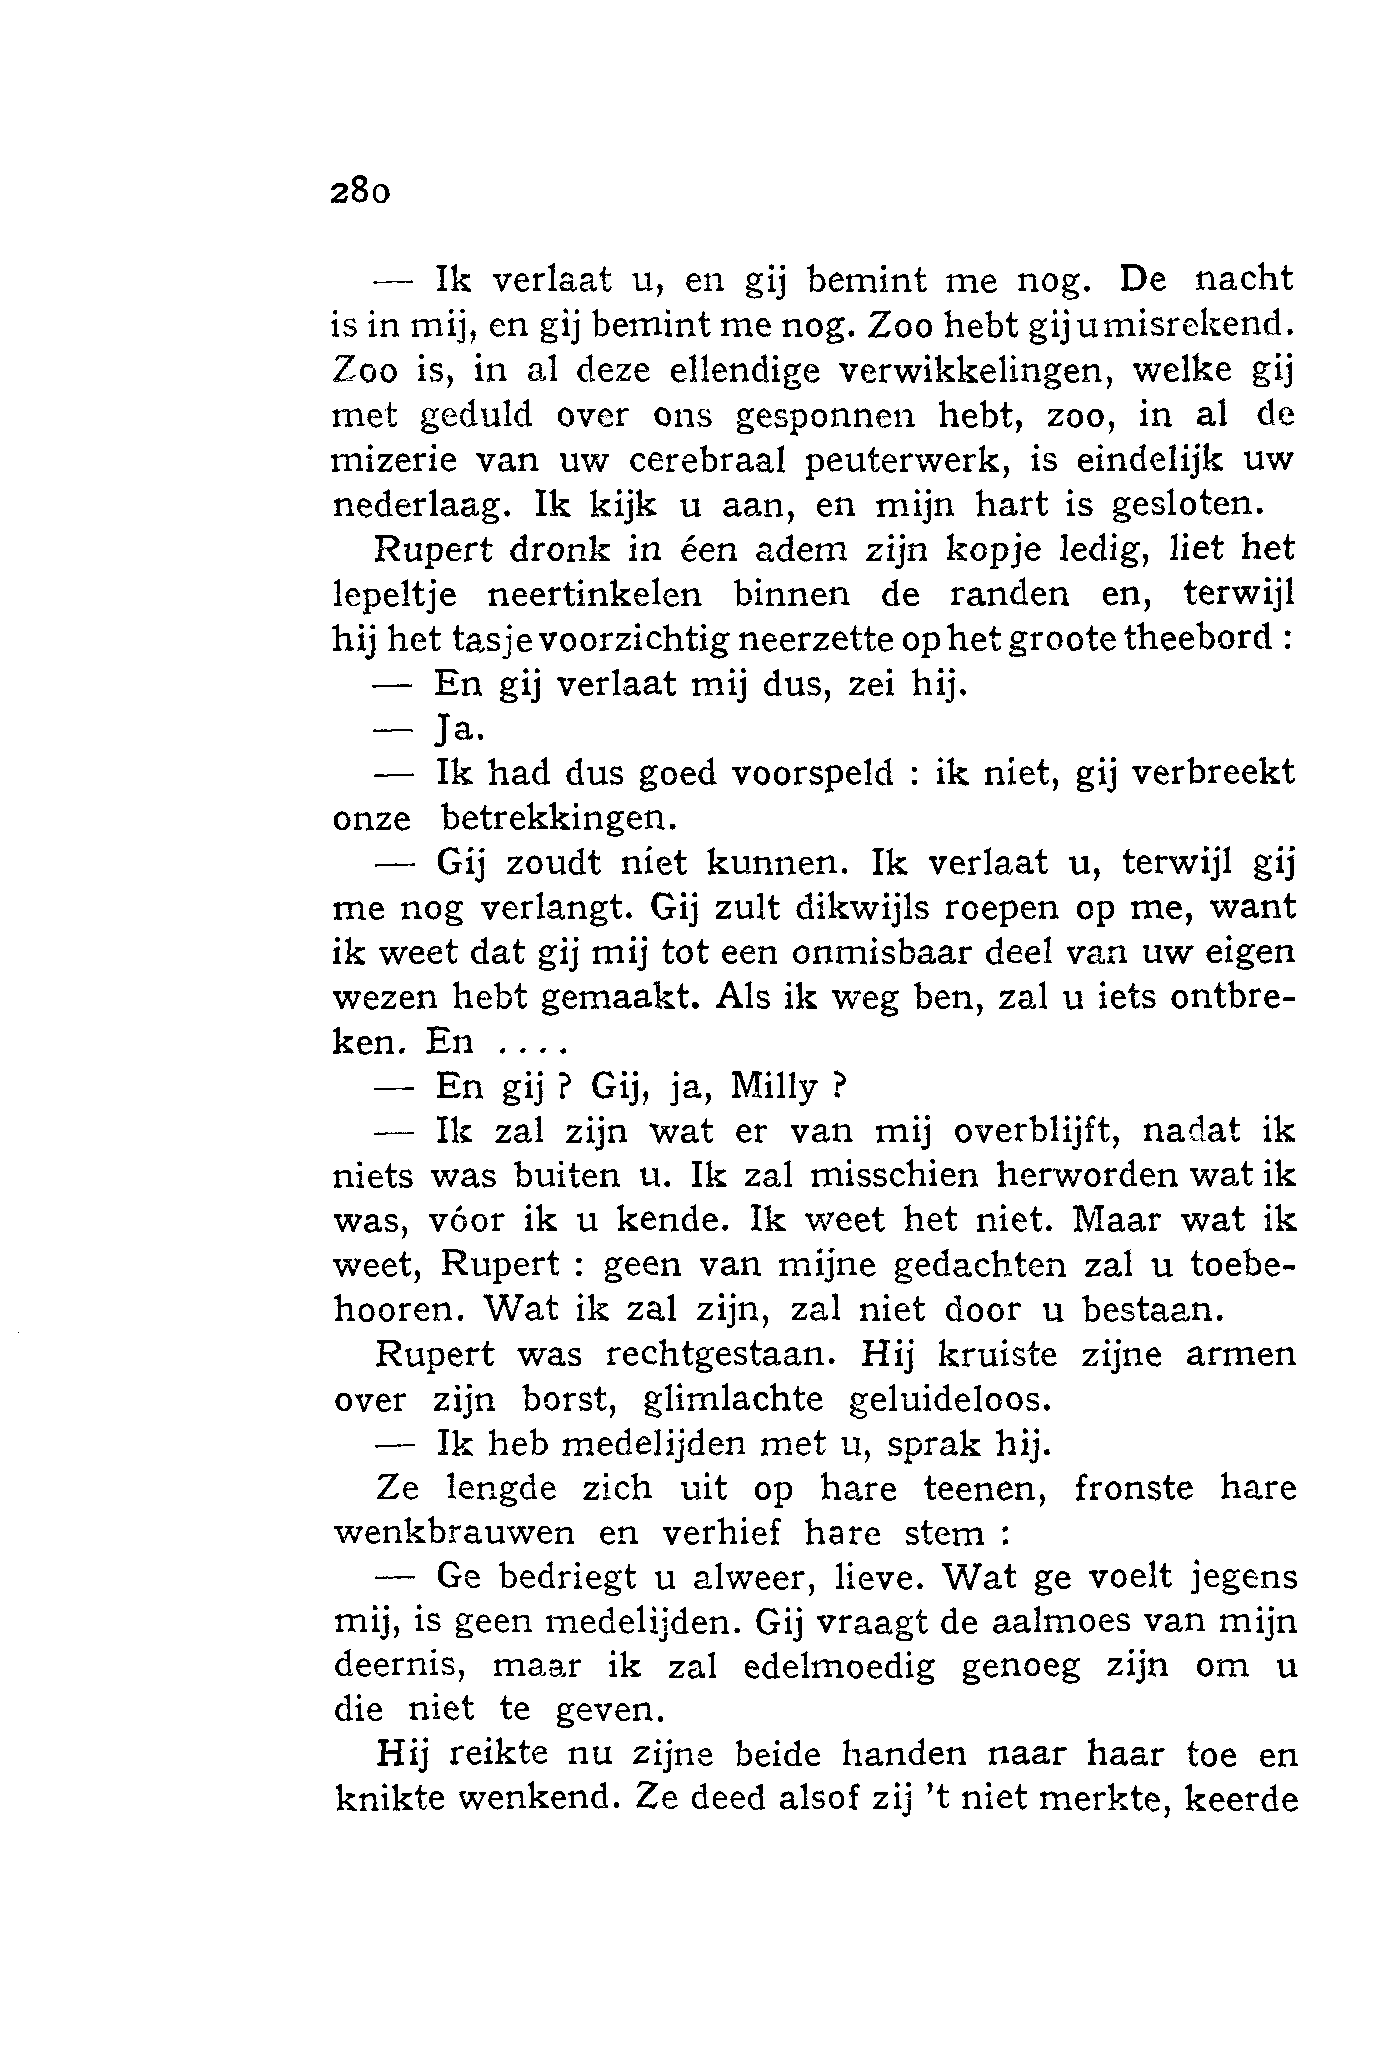 280
— Ik verlaat u, en gij bemint me nog. De nacht
is in mij, en gij bemint me nog. Zoo hebt gij u misrekend.
Zoo is, in al deze ellendige verwikkelingen, welke gij
met geduld over ons gesponnen hebt, zoo, in al de
mizerie van uw cerebraal peuterwerk, is eindelijk uw
nederlaag. Ik kijk u aan, en mijn hart is gesloten.
Rupert dronk in éen adem zijn kopje ledig, liet het
lepeltje neertinkelen binnen de randen en, terwijl
hij het tasje voorzichtig neerzette op het groote theebord :
— En gij verlaat mij dus, zei hij.
— Ja.
— Ik had dus goed voorspeld : ik niet, gij verbreekt
onze betrekkingen.
— Gij zoudt niet kunnen. Ik verlaat u, terwijl gij
me nog verlangt. Gij zult dikwijls roepen op me, want
ik weet dat gij mij tot een onmisbaar deel van uw eigen
wezen hebt gemaakt. Als ik weg ben, zal u iets ontbre-
ken. En ....
— En gij ? Gij, ja, Milly ?
— Ik zal zijn wat er van mij overblijft, nadat ik
niets was buiten u. Ik zal misschien herworden wat ik
was, vóor ik u kende. Ik weet het niet. Maar wat ik
weet, Rupert : geen van mijne gedachten zal u toebe-
hooren. Wat ik zal zijn, zal niet door u bestaan.
Rupert was rechtgestaan. Hij kruiste zijne armen
over zijn borst, glimlachte geluideloos.
— Ik heb medelijden met u, sprak hij.
Ze lengde zich uit op hare teenen, fronste hare
wenkbrauwen en verhief hare stem :
— Ge bedriegt u alweer, lieve. Wat ge voelt jegens
mij, is geen medelijden. Gij vraagt de aalmoes van mijn
deernis, maar ik zal edelmoedig genoeg zijn om u
die niet te geven.
Hij reikte nu zijne beide handen naar haar toe en
knikte wenkend. Ze deed alsof zij 't niet merkte, keerde